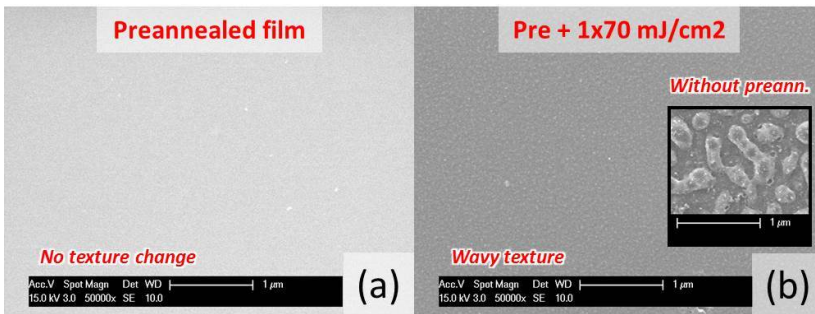 Preannealed film
No texture change
Acc.V Spot Magn Det WD 1 μm
15.0 kV 3.0 50000x SE 10.0
(a)
Pre + 1x70 mJ/cm2
Without preann.
1 μm
Wavy texture
Acc.V Spot Magn Det WD 1 μm
15.0 kV 3.0 50000x SE 10.0
(b)